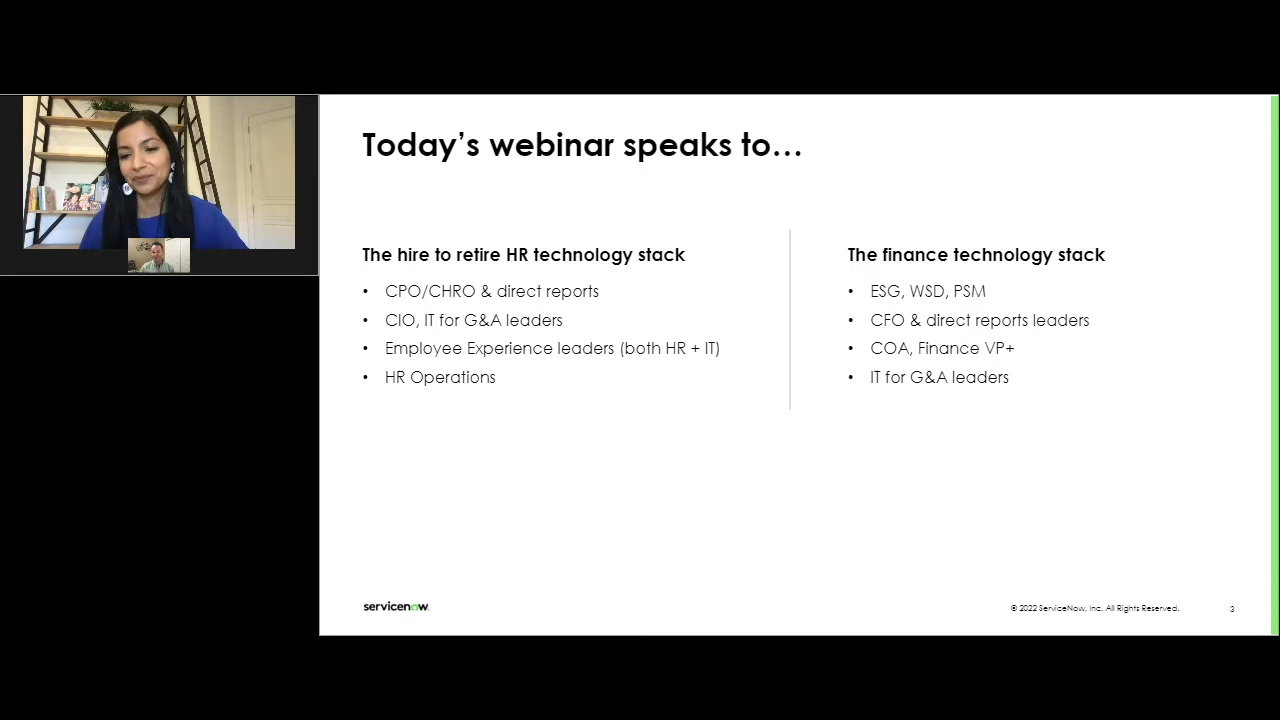 Today's webinar speaks to...
The hire to retire HR technology stack
• CPO/CHRO & direct reports
• CIO, IT for G&A leaders
• Employee Experience leaders (both HR + IT)
• HR Operations
The finance technology stack
• ESG, WSD, PSM
• CFO & direct reports leaders
• COA, Finance VP+
• IT for G&A leaders
servicenow.
© 2022 ServiceNow, Inc. All Rights Reserved.
3